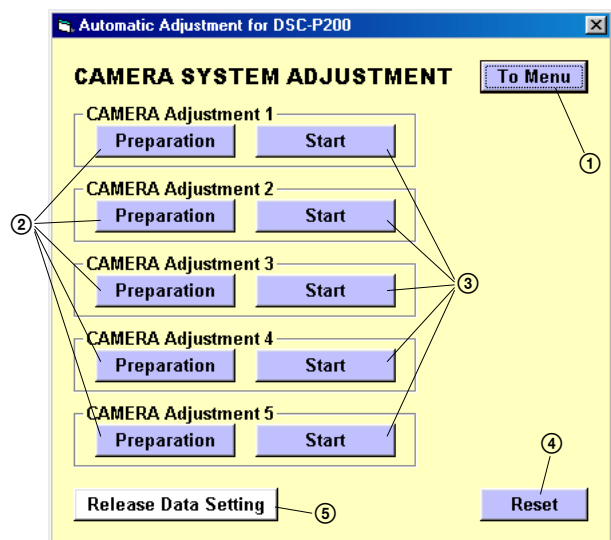 Automatic Adjustment for DSC-P200
CAMERA SYSTEM ADJUSTMENT
To Menu
①
CAMERA Adjustment 1
Preparation Start
②
CAMERA Adjustment 2
Preparation Start
CAMERA Adjustment 3
Preparation Start
③
CAMERA Adjustment 4
Preparation Start
CAMERA Adjustment 5
Preparation Start
④
Release Data Setting
⑤
Reset